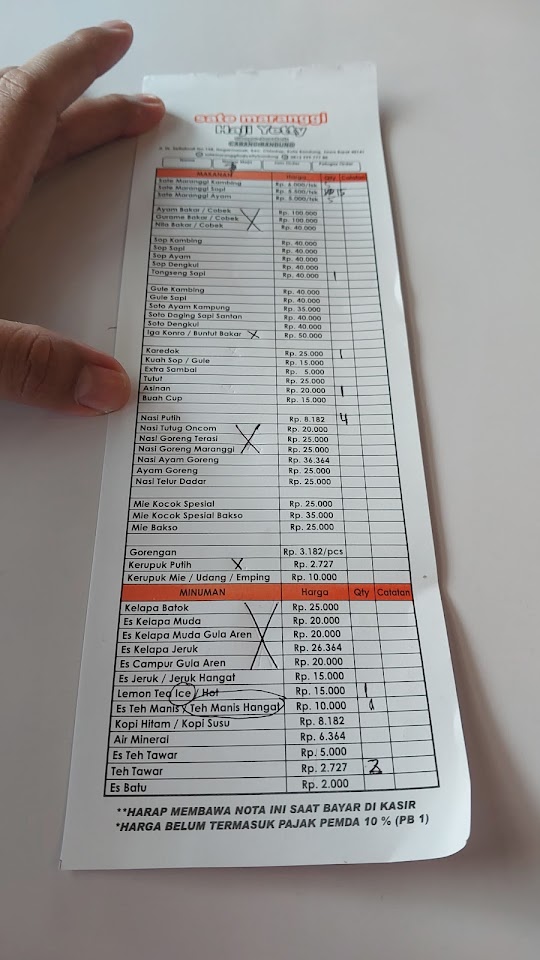 sate maranggi
Haji Yetty
CABANG BANDUNG
MAKANAN Harga Qty Catatan
Sate Maranggi Kambing Rp. 6.000/tsk
Sate Maranggi Sapi 15
Sate Maranggi Ayam Rp. 5.000/tsk 5
Ayam Bakar / Cobek Rp. 100.000
Gurame Bakar / Cobek Rp. 100.000
Nila Bakar / Cobek Rp. 40.000
Sop Kambing Rp. 40.000
Sop Sapi Rp. 40.000
Sop Ayam Rp. 40.000
Sop Dengkul Rp. 40.000
Tongseng Sapi Rp. 40.000 1
Gule Kambing Rp. 40.000
Gule Sapi Rp. 40.000
Soto Ayam Kampung Rp. 35.000
Soto Daging Sapi Santan Rp. 40.000
Soto Dengkul Rp. 40.000
Iga Konro / Buntut Bakar X Rp. 50.000
Karedok Rp. 25.000 1
Kuah Sop / Gule Rp. 15.000
Extra Sambal Rp. 5.000
Tutut Rp. 25.000
Asinan Rp. 20.000 1
Buah Cup Rp. 15.000
Nasi Putih Rp. 8.182 4
Nasi Tutug Oncom Rp. 20.000
Nasi Goreng Terasi Rp. 25.000
Nasi Goreng Maranggi Rp. 25.000
Nasi Ayam Goreng Rp. 36.364
Ayam Goreng Rp. 25.000
Nasi Telur Dadar Rp. 25.000
Mie Kocok Spesial Rp. 25.000
Mie Kocok Spesial Bakso Rp. 35.000
Mie Bakso Rp. 25.000
Gorengan Rp. 3.182/pcs
Kerupuk Putih X Rp. 2.727
Kerupuk Mie / Udang / Emping Rp. 10.000
MINUMAN Harga Qty Catatan
Kelapa Batok Rp. 25.000
Es Kelapa Muda Rp. 20.000
Es Kelapa Muda Gula Aren Rp. 20.000
Es Kelapa Jeruk Rp. 26.364
Es Campur Gula Aren Rp. 20.000
Es Jeruk / Jeruk Hangat Rp. 15.000
Lemon Tea Ice / Hot Rp. 15.000 1
Es Teh Manis / Teh Manis Hangat Rp. 10.000 1
Kopi Hitam / Kopi Susu Rp. 8.182
Air Mineral Rp. 6.364
Es Teh Tawar Rp. 5.000
Teh Tawar Rp. 2.727 2
Es Batu Rp. 2.000
**HARAP MEMBAWA NOTA INI SAAT BAYAR DI KASIR
*HARGA BELUM TERMASUK PAJAK PEMDA 10 % (PB 1)